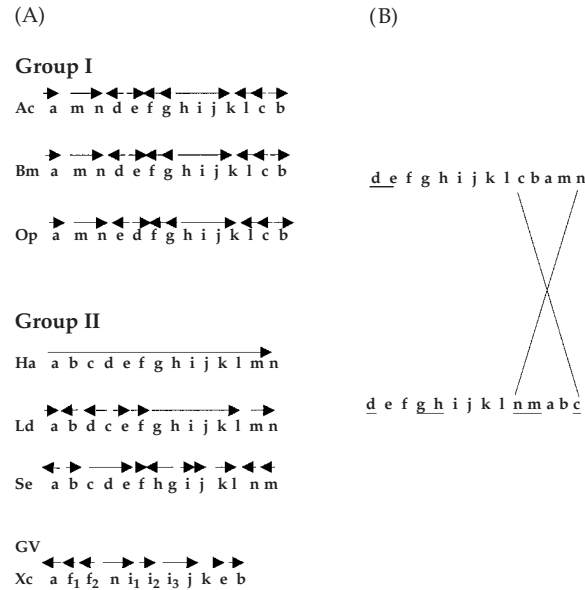 (A)
Group I
Ac a m n d e f g h i j k l c b
Bm a m n d e f g h i j k l c b
Op a m n e d f g h i j k l c b
Group II
Ha a b c d e f g h i j k l m n
Ld a b d c e f g h i j k l m n
Se a b c d e f h g i j k l n m
GV
Xc a f1 f2 n i1 i2 i3 j k e b
(B)
d e f g h i j k l c b a m n
d e f g h i j k l n m a b c